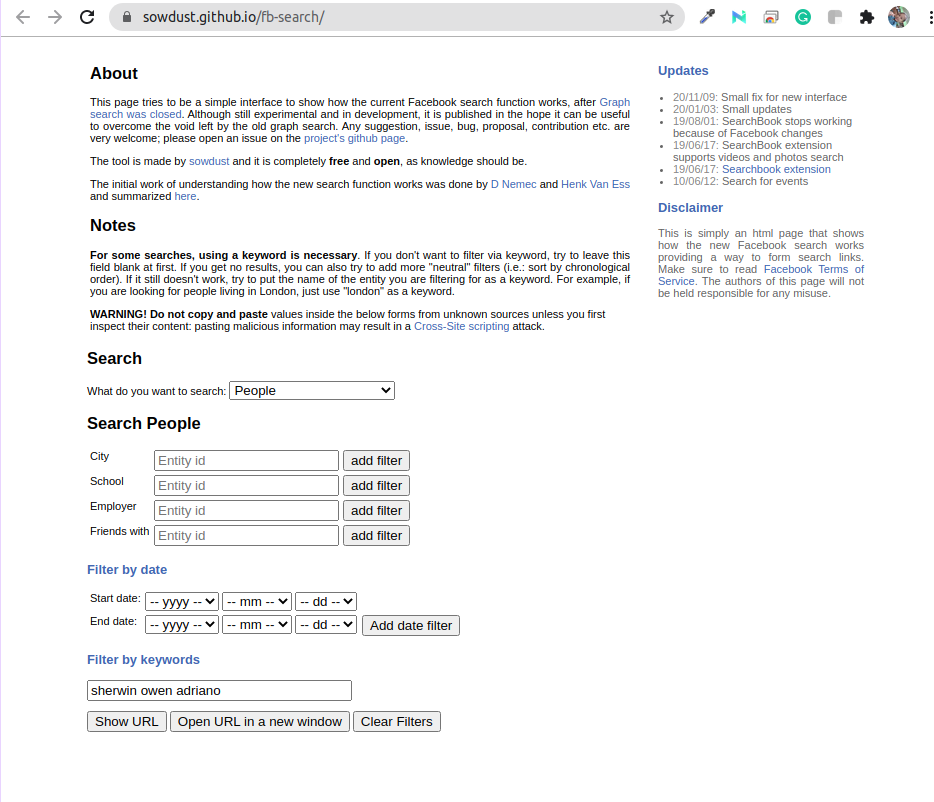 sowdust.github.io/fb-search/
About
This page tries to be a simple interface to show how the current Facebook search function works, after Graph
search was closed. Although still experimental and in development, it is published in the hope it can be useful
to overcome the void left by the old graph search. Any suggestion, issue, bug, proposal, contribution etc. are
very welcome; please open an issue on the project's github page.
The tool is made by sowdust and it is completely free and open, as knowledge should be.
The initial work of understanding how the new search function works was done by D Nemec and Henk Van Ess
and summarized here.
Notes
For some searches, using a keyword is necessary. If you don't want to filter via keyword, try to leave this
field blank at first. If you get no results, you can also try to add more "neutral" filters (i.e.: sort by chronological
order). If it still doesn't work, try to put the name of the entity you are filtering for as a keyword. For example, if
you are looking for people living in London, just use "london" as a keyword.
WARNING! Do not copy and paste values inside the below forms from unknown sources unless you first
inspect their content: pasting malicious information may result in a Cross-Site scripting attack.
Search
What do you want to search: People
Search People
City Entity id add filter
School Entity id add filter
Employer Entity id add filter
Friends with Entity id add filter
Filter by date
Start date: -- yyyy -- -- mm -- -- dd --
End date: -- yyyy -- -- mm -- -- dd -- Add date filter
Filter by keywords
sherwin owen adriano
Show URL Open URL in a new window Clear Filters
Updates
20/11/09: Small fix for new interface
20/01/03: Small updates
19/08/01: SearchBook stops working
because of Facebook changes
19/06/17: SearchBook extension
supports videos and photos search
19/06/17: Searchbook extension
10/06/12: Search for events
Disclaimer
This is simply an html page that shows
how the new Facebook search works
providing a way to form search links.
Make sure to read Facebook Terms of
Service. The authors of this page will not
be held responsible for any misuse.